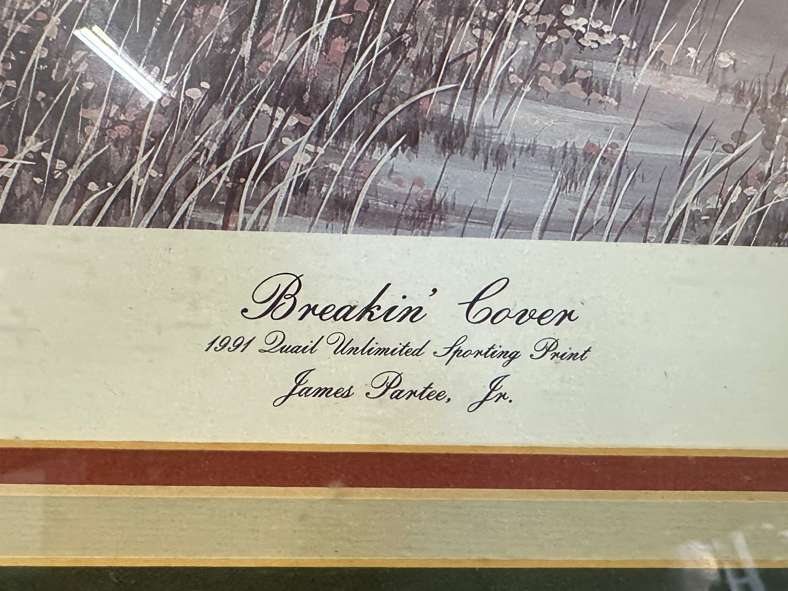 Breakin' Cover
1991 Quail Unlimited Sporting Print
James Partee, Jr.